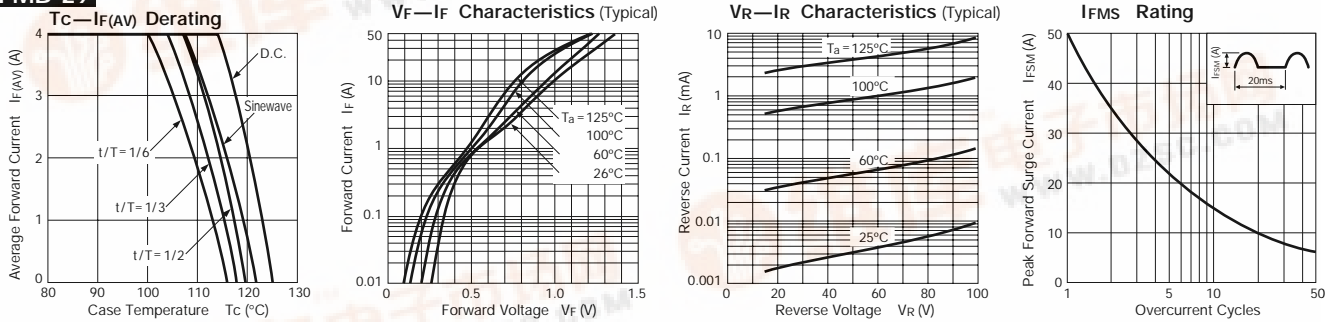 Tc—IF(AV) Derating
Average Forward Current IF(AV) (A)
4
3
2
1
0
D.C.
Sinewave
t/T=1/6
t/T=1/3
t/T=1/2
80 90 100 110 120 130
Case Temperature Tc (°C)
VF—IF Characteristics (Typical)
Forward Current IF (A)
50
10
1
0.1
0.01
Ta=125°C
100°C
60°C
26°C
0 0.5 1.0 1.5
Forward Voltage VF (V)
VR—IR Characteristics (Typical)
Reverse Current IR (mA)
10
1
0.1
0.01
0.001
Ta=125°C
100°C
60°C
25°C
0 20 40 60 80 100
Reverse Voltage VR (V)
IFMS Rating
Peak Forward Surge Current IFSM (A)
50
40
30
20
10
0
IFSM (A)
20ms
1 5 10 50
Overcurrent Cycles
WWW.DZSC.COM